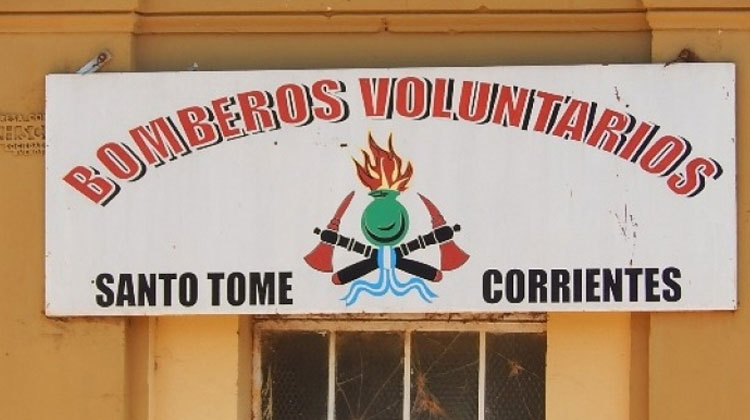 BOMBEROS VOLUNTARIOS
SANTO TOME
CORRIENTES